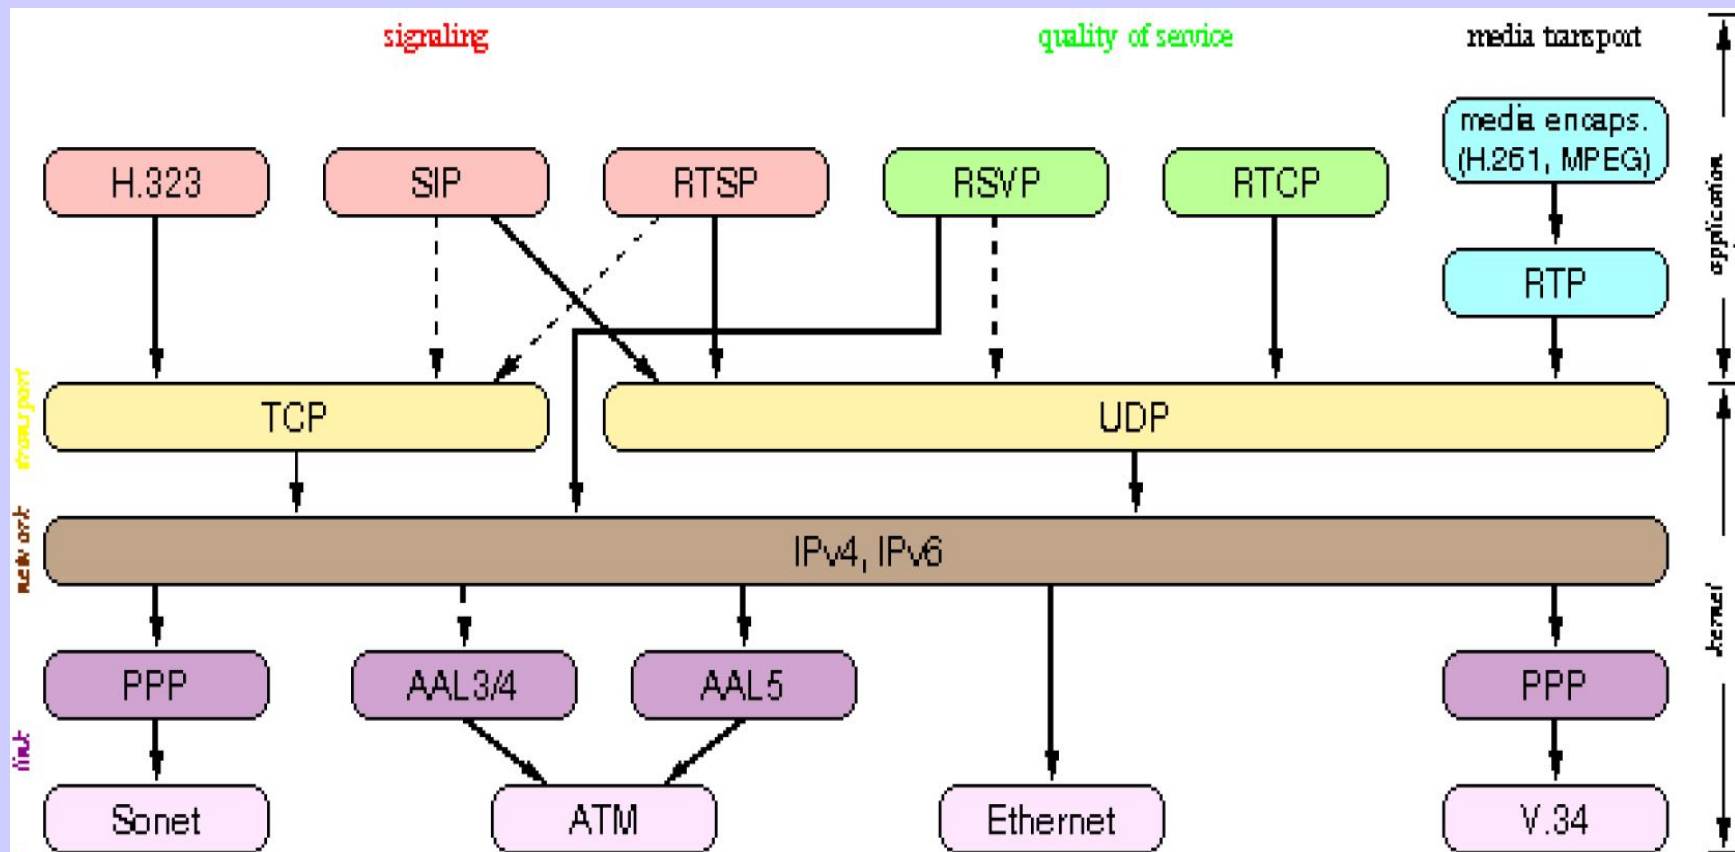 signaling
quality of service
media transport
media encaps.
(H.261, MPEG)
H.323
SIP
RTSP
RSVP
RTCP
RTP
application
TCP
UDP
transport
IPv4, IPv6
network
kernel
PPP
AAL3/4
AAL5
PPP
link
Sonet
ATM
Ethernet
V.34